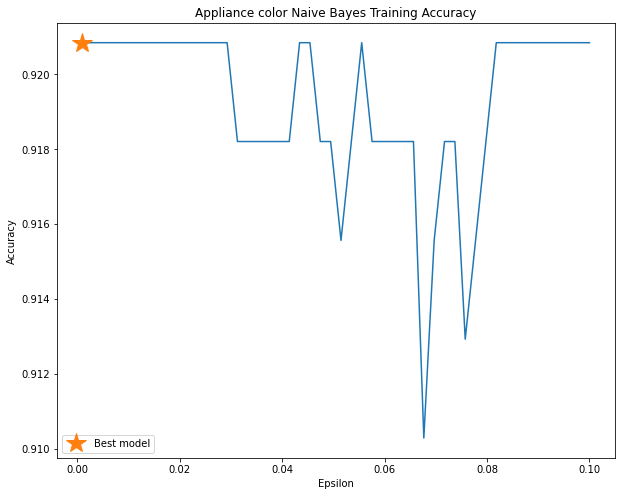 Appliance color Naive Bayes Training Accuracy
Accuracy
0.920
0.918
0.916
0.914
0.912
0.910
Best model
0.00 0.02 0.04 0.06 0.08 0.10
Epsilon